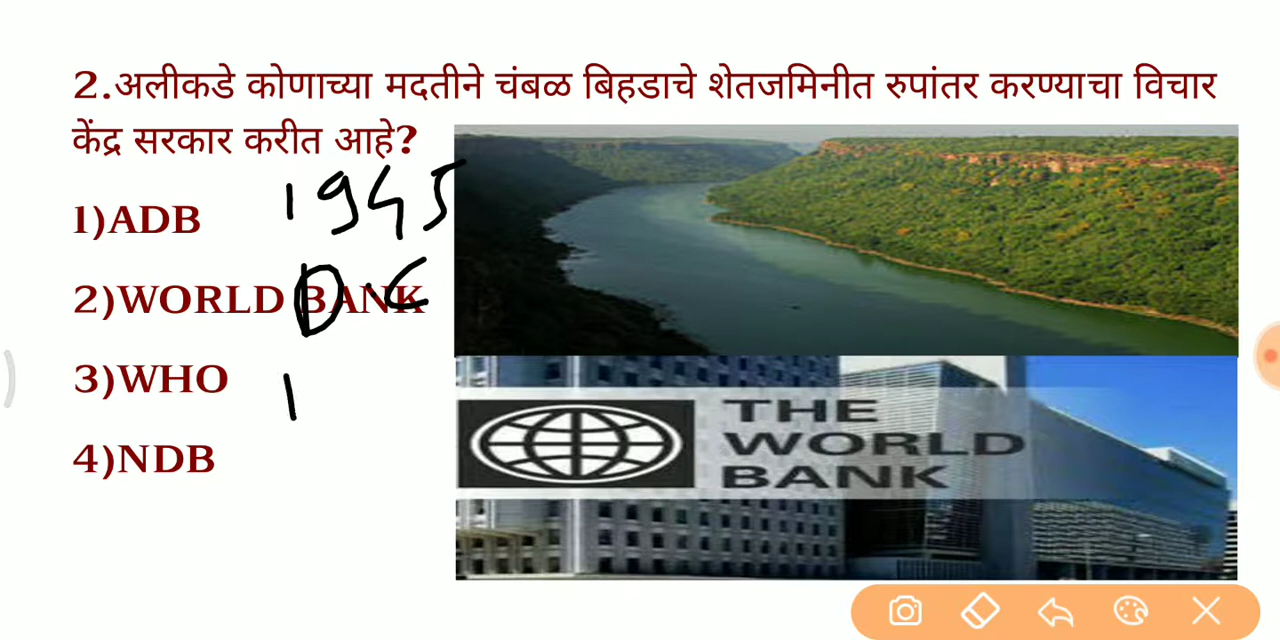 2.अलीकडे कोणाच्या मदतीने चंबळ बिहडाचे शेतजमिनीत रुपांतर करण्याचा विचार
केंद्र सरकार करीत आहे?
1)ADB
1945
2)WORLD BANK
D.C
3)WHO
1
4)NDB
THE
WORLD
BANK